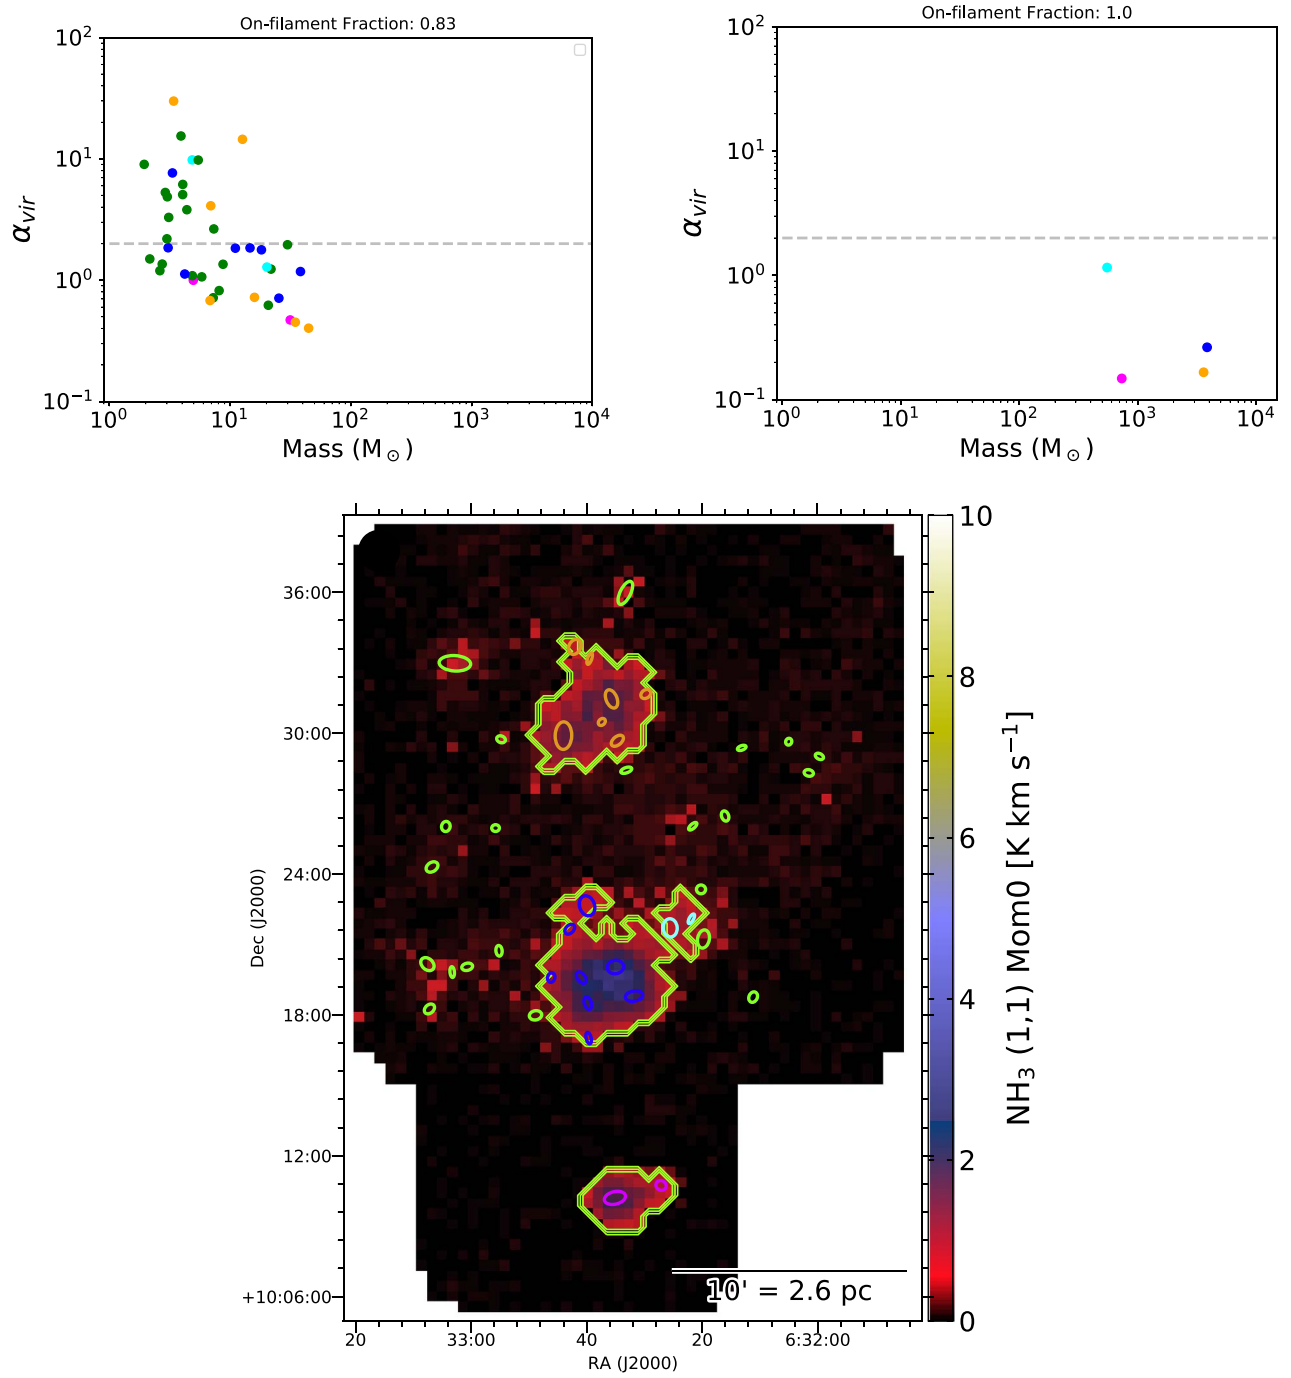 On-filament Fraction: 0.83
10²
10¹
10⁰
10⁻¹
α_vir
10⁰ 10¹ 10² 10³ 10⁴
Mass (M⊙)
On-filament Fraction: 1.0
10²
10¹
10⁰
10⁻¹
α_vir
10⁰ 10¹ 10² 10³ 10⁴
Mass (M⊙)
36:00
30:00
24:00
18:00
12:00
+10:06:00
Dec (J2000)
10' = 2.6 pc
20 33:00 40 20 6:32:00
RA (J2000)
10
8
6
4
2
0
NH₃ (1,1) Mom0 [K km s⁻¹]